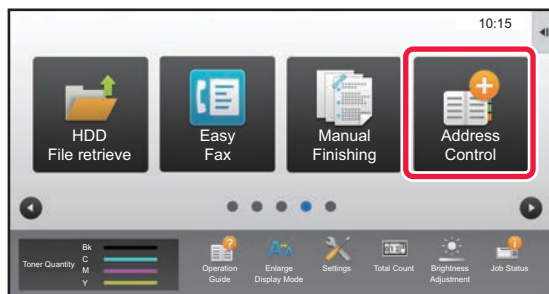 10:15
HDD
File retrieve
Easy
Fax
Manual
Finishing
Address
Control
Toner Quantity
Bk
C
M
Y
Operation
Guide
Enlarge
Display Mode
Settings
Total Count
Brightness
Adjustment
Job Status